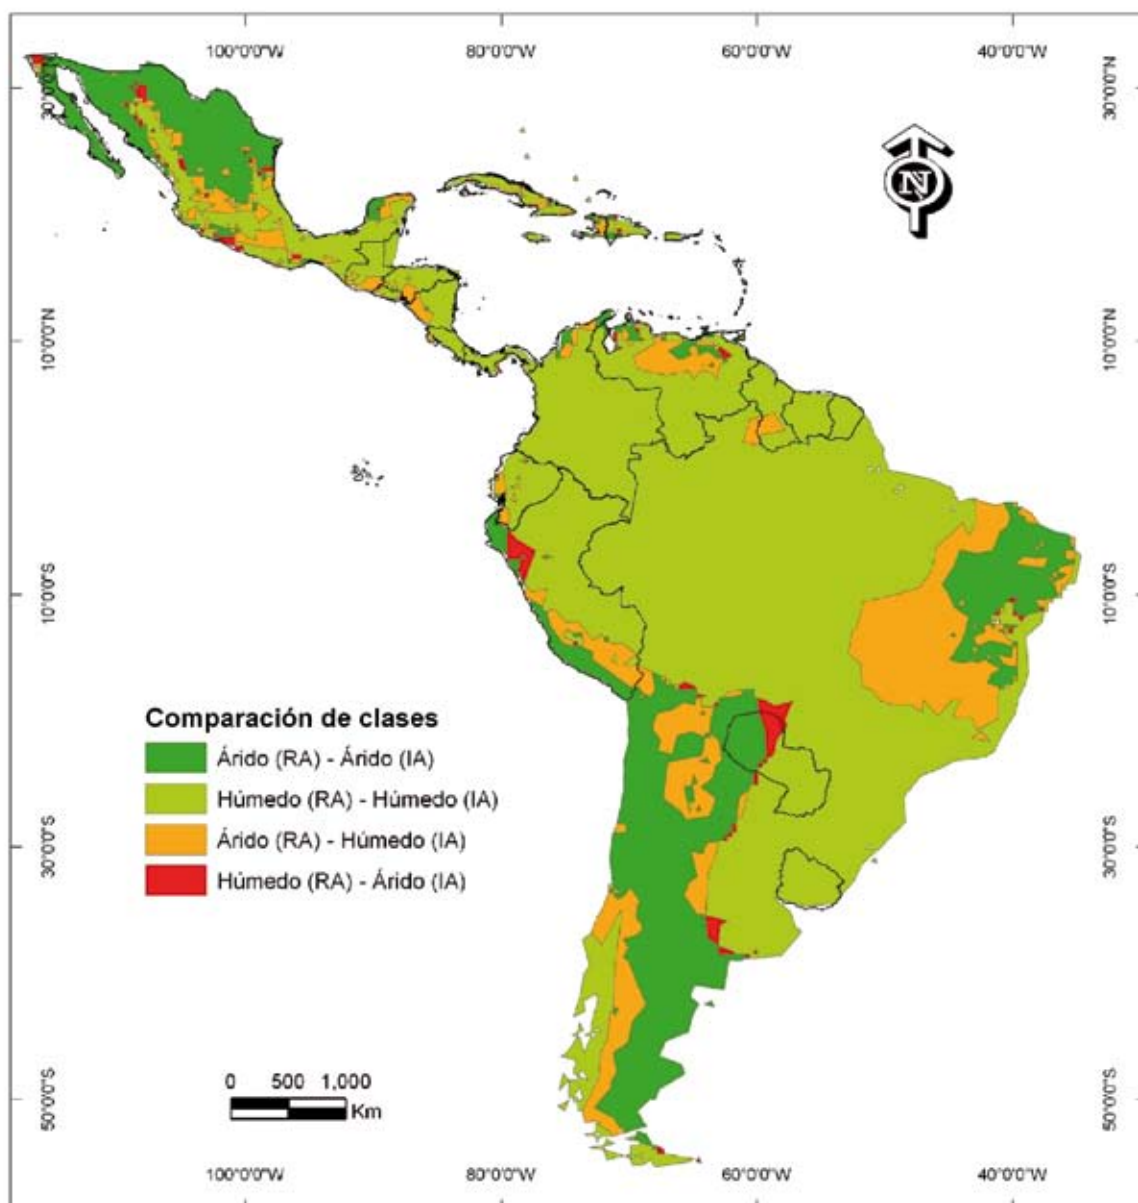 100°0'0"W 80°0'0"W 60°0'0"W 40°0'0"W
30°0'0"N 30°0'0"N
N
10°0'0"N 10°0'0"N
10°0'0"S 10°0'0"S
Comparación de clases
Árido (RA) - Árido (IA)
Húmedo (RA) - Húmedo (IA)
Árido (RA) - Húmedo (IA)
Húmedo (RA) - Árido (IA)
30°0'0"S 30°0'0"S
0 500 1,000
Km
50°0'0"S 50°0'0"S
100°0'0"W 80°0'0"W 60°0'0"W 40°0'0"W